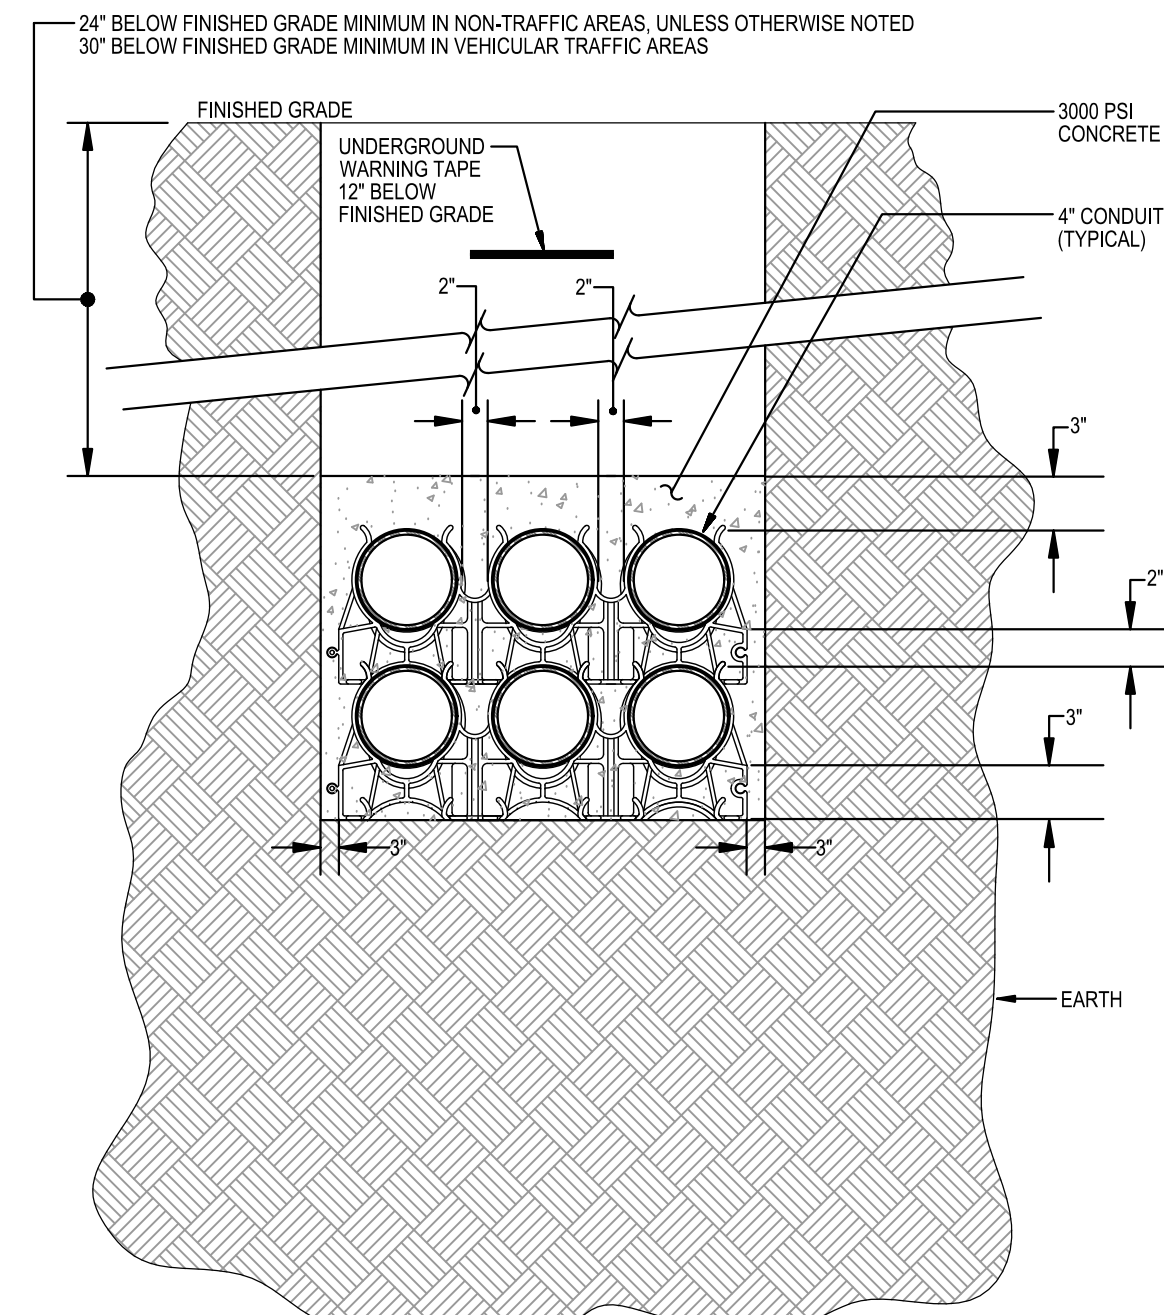 24" BELOW FINISHED GRADE MINIMUM IN NON-TRAFFIC AREAS, UNLESS OTHERWISE NOTED
30" BELOW FINISHED GRADE MINIMUM IN VEHICULAR TRAFFIC AREAS
FINISHED GRADE
3000 PSI
CONCRETE
UNDERGROUND
WARNING TAPE
12" BELOW
FINISHED GRADE
4" CONDUIT
(TYPICAL)
2"
2"
3"
2"
3"
3"
3"
EARTH